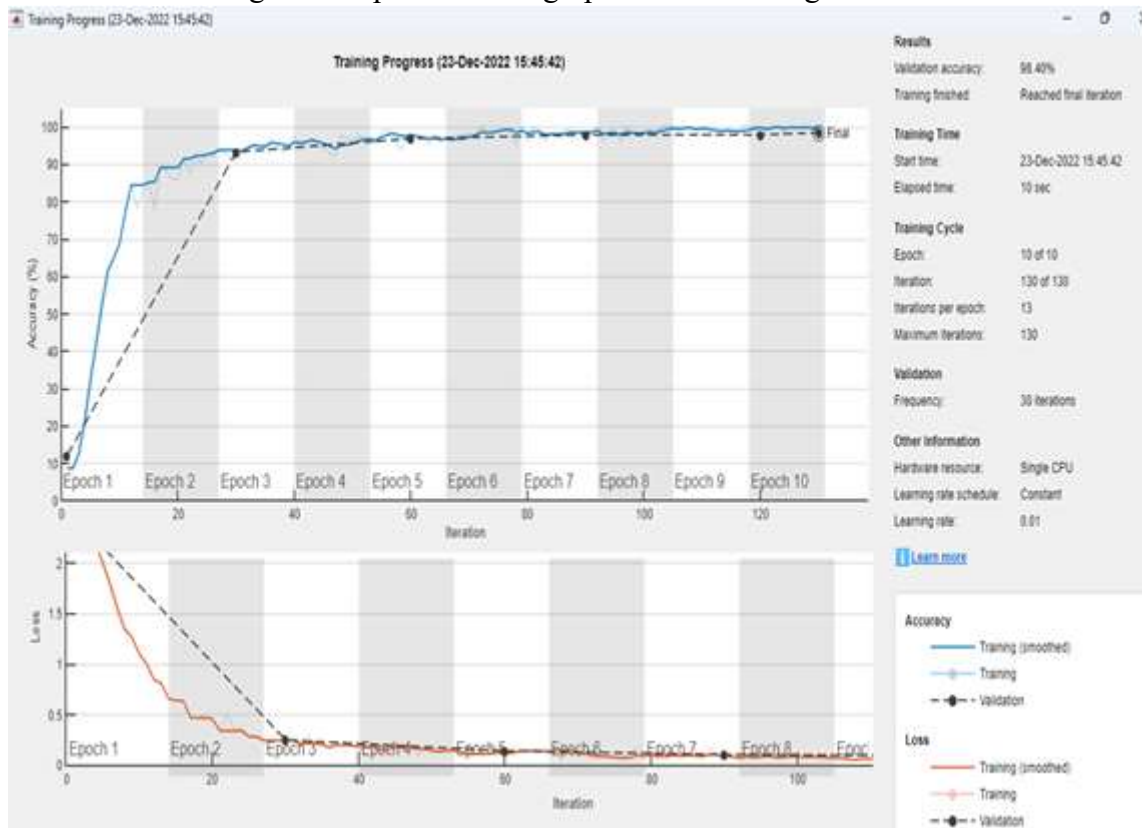 Training Progress (23-Dec-2022 15:45:42)
Training Progress (23-Dec-2022 15:45:42)
Accuracy (%)
100
90
80
70
60
50
40
30
20
10
0
Final
Epoch 1
Epoch 2
Epoch 3
Epoch 4
Epoch 5
Epoch 6
Epoch 7
Epoch 8
Epoch 9
Epoch 10
0
20
40
60
80
100
120
Iteration
Loss
2
1.5
1
0.5
0
Epoch 1
Epoch 2
Epoch 3
Epoch 4
Epoch 5
Epoch 6
Epoch 7
Epoch 8
Epoc
0
20
40
60
80
100
Iteration
Results
Validation accuracy: 98.40%
Training finished: Reached final iteration
Training Time
Start time: 23-Dec-2022 15:45:42
Elapsed time: 10 sec
Training Cycle
Epoch: 10 of 10
Iteration: 130 of 130
Iterations per epoch: 13
Maximum iterations: 130
Validation
Frequency: 30 iterations
Other Information
Hardware resource: Single CPU
Learning rate schedule: Constant
Learning rate: 0.01
Learn more
Accuracy
Training (smoothed)
Training
Validation
Loss
Training (smoothed)
Training
Validation